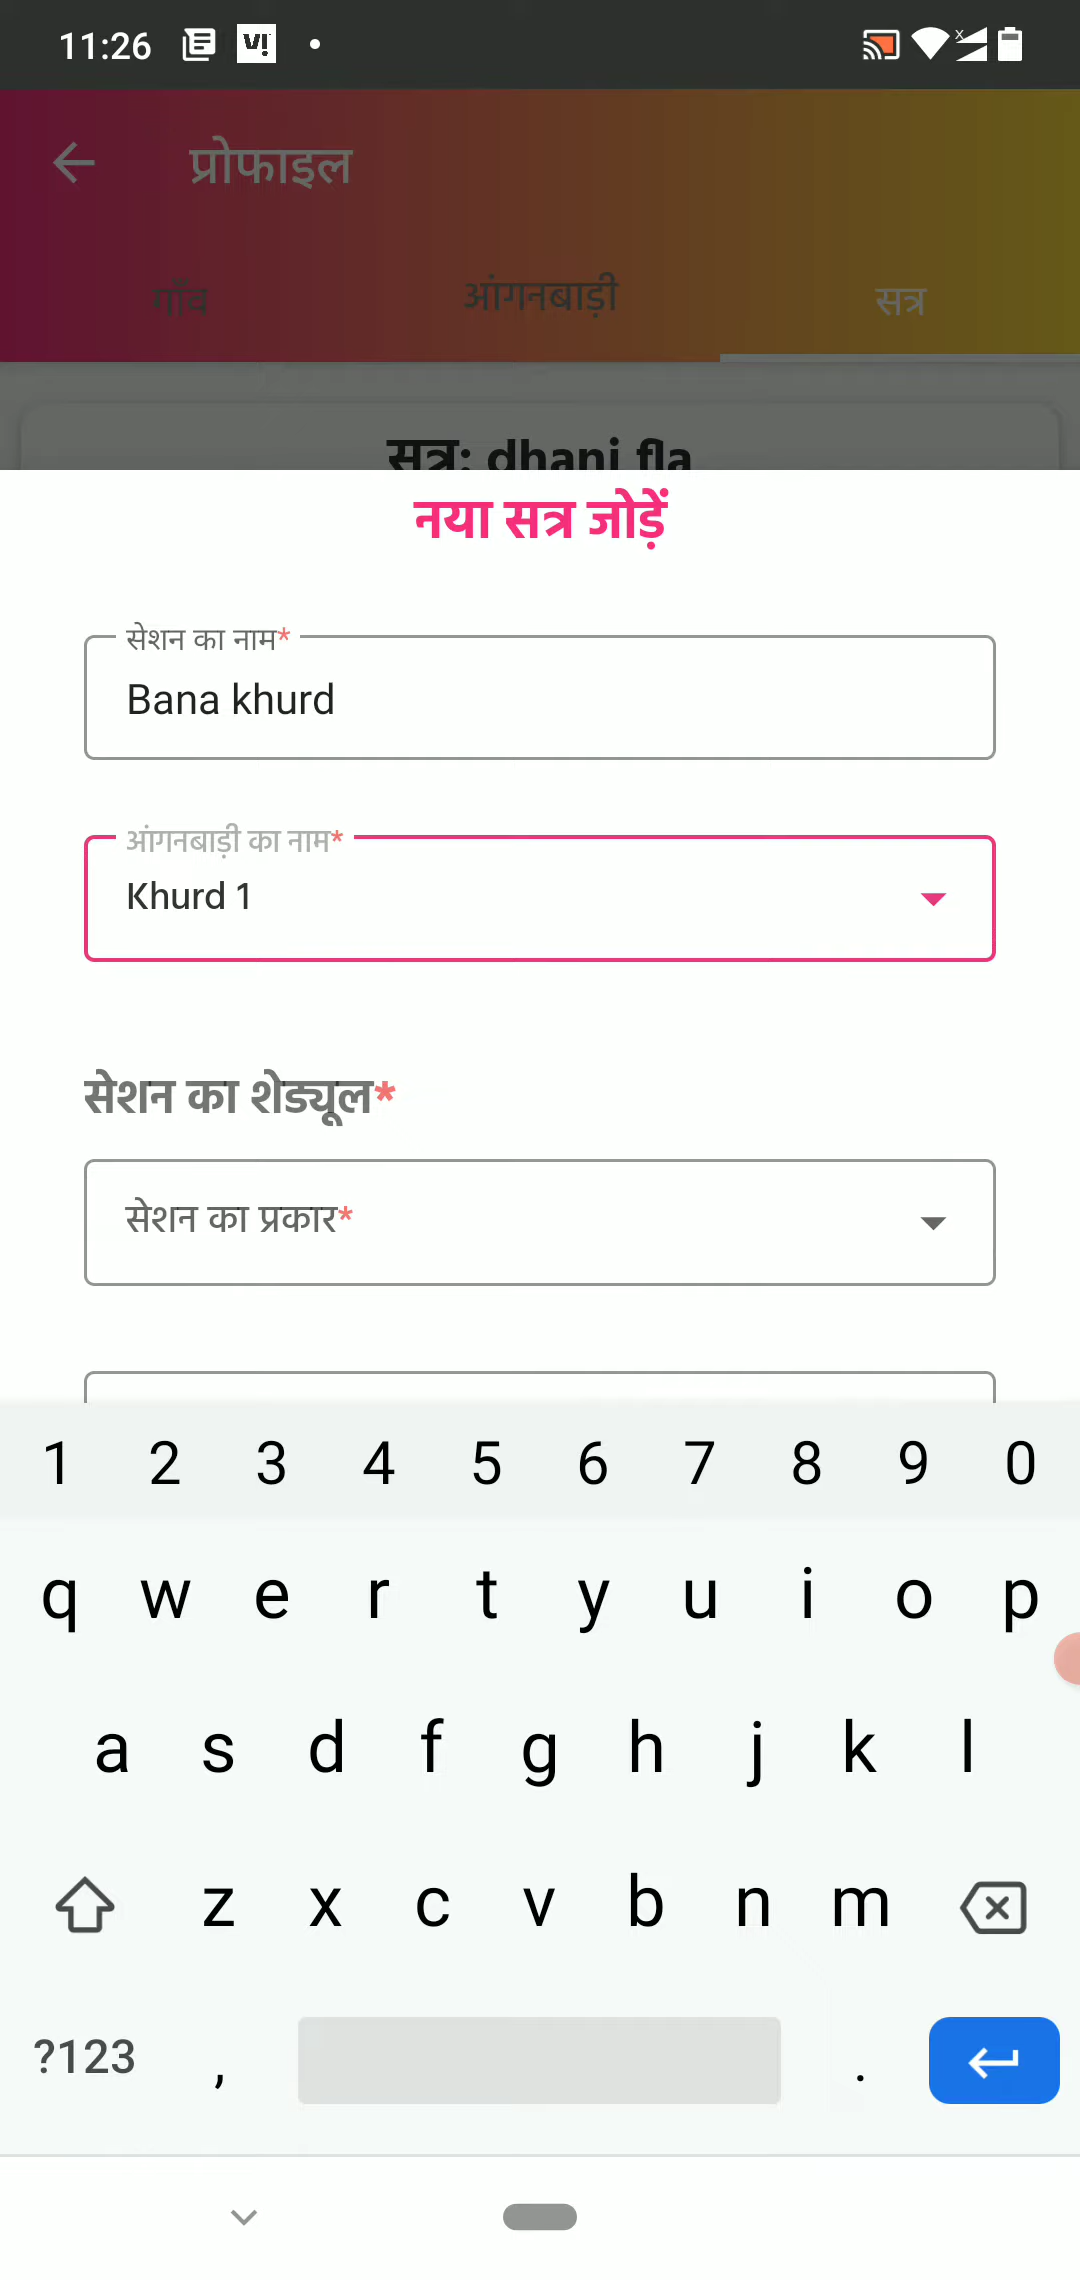 11:26
प्रोफाइल
गाँव आंगनबाड़ी सत्र
सत्र: dhani fla
नया सत्र जोड़ें
सेशन का नाम*
Bana khurd
आंगनबाड़ी का नाम*
Khurd 1
सेशन का शेड्यूल*
सेशन का प्रकार*
1 2 3 4 5 6 7 8 9 0
q w e r t y u i o p
a s d f g h j k l
z x c v b n m
?123 , .